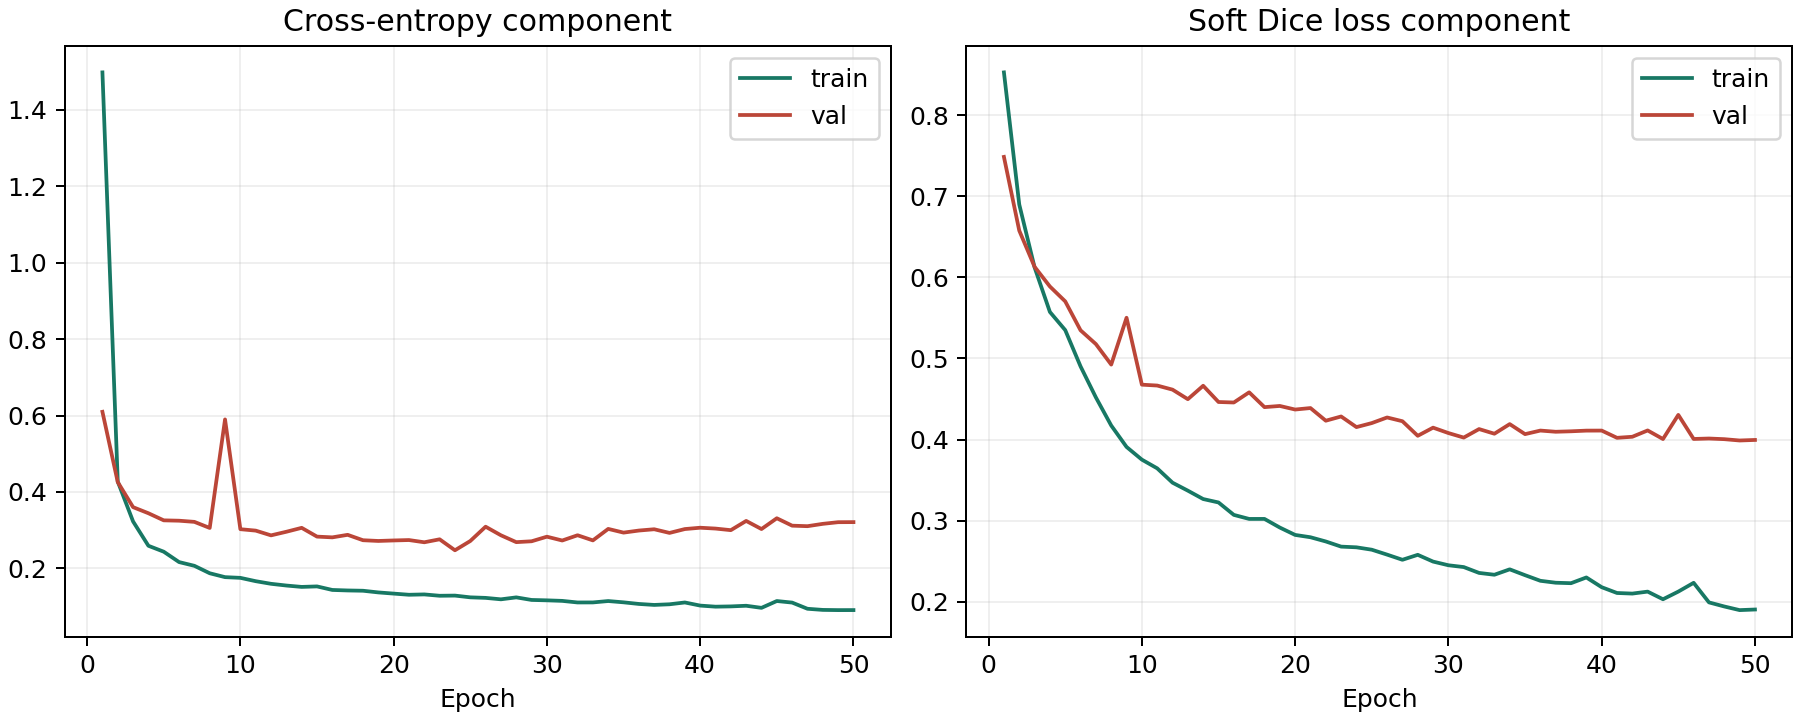 Cross-entropy component
1.4
1.2
1.0
0.8
0.6
0.4
0.2
train
val
0 10 20 30 40 50
Epoch
Soft Dice loss component
0.8
0.7
0.6
0.5
0.4
0.3
0.2
train
val
0 10 20 30 40 50
Epoch